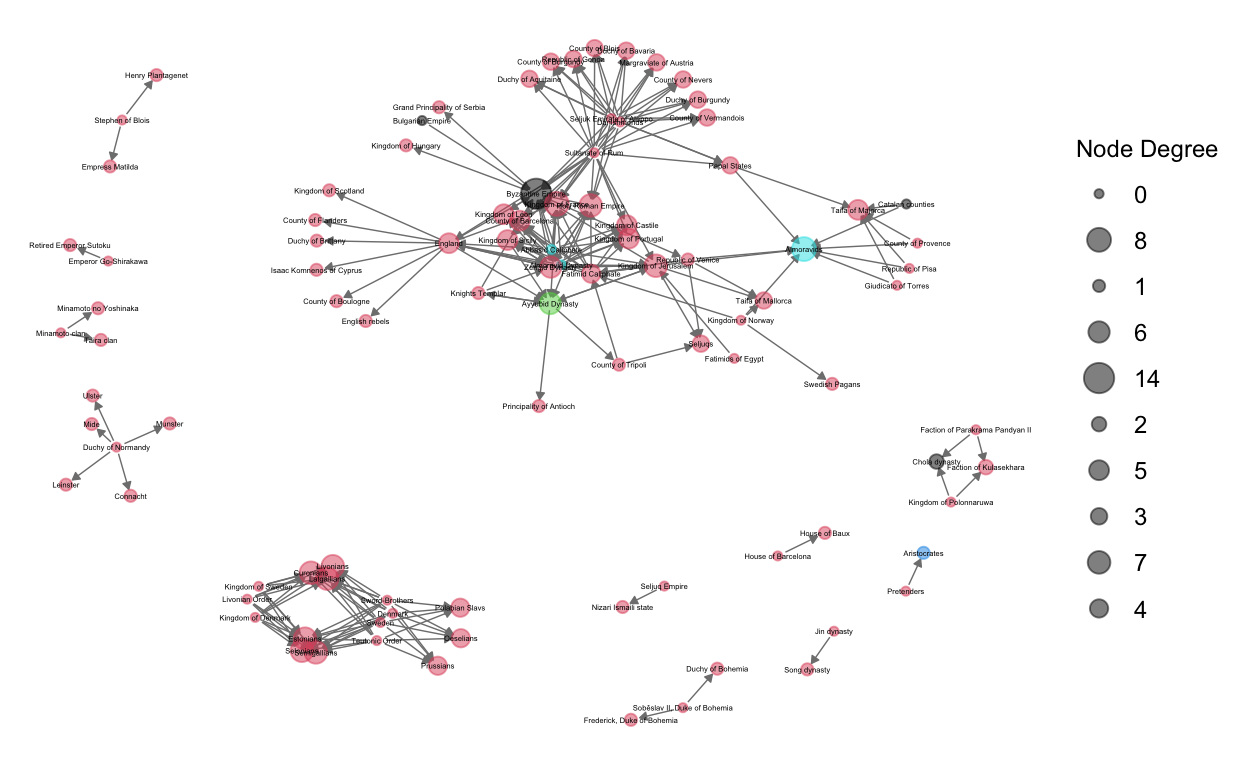 County of Blois
Duchy of Bavaria
County of Burgundy
Republic of Genoa
Margraviate of Austria
Henry Plantagenet
Duchy of Aquitaine
County of Nevers
Duchy of Burgundy
Grand Principality of Serbia
Bulgarian Empire
County of Vermandois
Stephen of Blois
Kingdom of Hungary
Sultanate of Rum
Empress Matilda
Papal States
Node Degree
0
8
1
6
14
2
5
3
7
4
Kingdom of Scotland
Byzantine Empire
Kingdom of France
Holy Roman Empire
Catalan counties
Kingdom of Leon
Taifa of Majorca
County of Flanders
County of Barcelona
Kingdom of Castile
Duchy of Brittany
England
Kingdom of Sicily
Kingdom of Portugal
County of Provence
Retired Emperor Sutoku
Almoravids
Emperor Go-Shirakawa
Republic of Venice
Isaac Komnenos of Cyprus
Kingdom of Jerusalem
Republic of Pisa
Fatimid Caliphate
Giudicato of Torres
Knights Templar
County of Boulogne
Ayyubid Dynasty
Taifa of Mallorca
Minamoto no Yoshinaka
English rebels
Kingdom of Norway
Minamoto clan
Taira clan
Seljuqs
Fatimids of Egypt
County of Tripoli
Swedish Pagans
Ulster
Principality of Antioch
Mide
Munster
Duchy of Normandy
Faction of Parakrama Pandyan II
Chola dynasty
Faction of Kulasekhara
Leinster
Connacht
Kingdom of Polonnaruwa
House of Baux
House of Barcelona
Aristocrates
Livonians
Curonians
Latgallians
Kingdom of Sweden
Seljuq Empire
Pretenders
Livonian Order
Sword-Brothers
Nizari Ismaili state
Polabian Slavs
Denmark
Kingdom of Denmark
Sweden
Jin dynasty
Estonians
Teutonic Order
Oeselians
Selonians
Semigallians
Prussians
Song dynasty
Duchy of Bohemia
Soběslav II, Duke of Bohemia
Frederick, Duke of Bohemia